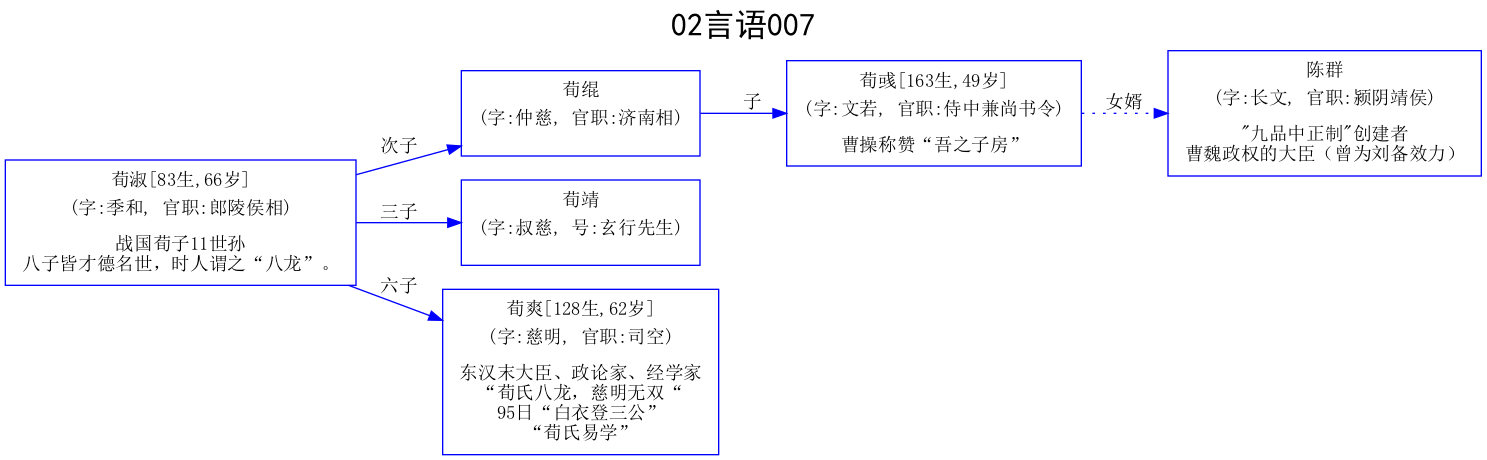 02言语007
荀淑[83生,66岁]
(字:季和, 官职:郎陵侯相)
战国荀子11世孙
八子皆才德名世，时人谓之“八龙”。
次子
三子
六子
荀绲
(字:仲慈, 官职:济南相)
荀靖
(字:叔慈, 号:玄行先生)
荀爽[128生,62岁]
(字:慈明, 官职:司空)
东汉末大臣、政论家、经学家
“荀氏八龙，慈明无双“
95日“白衣登三公”
“荀氏易学”
子
荀彧[163生,49岁]
(字:文若, 官职:侍中兼尚书令)
曹操称赞“吾之子房”
女婿
陈群
(字:长文, 官职:颍阴靖侯)
"九品中正制"创建者
曹魏政权的大臣（曾为刘备效力）